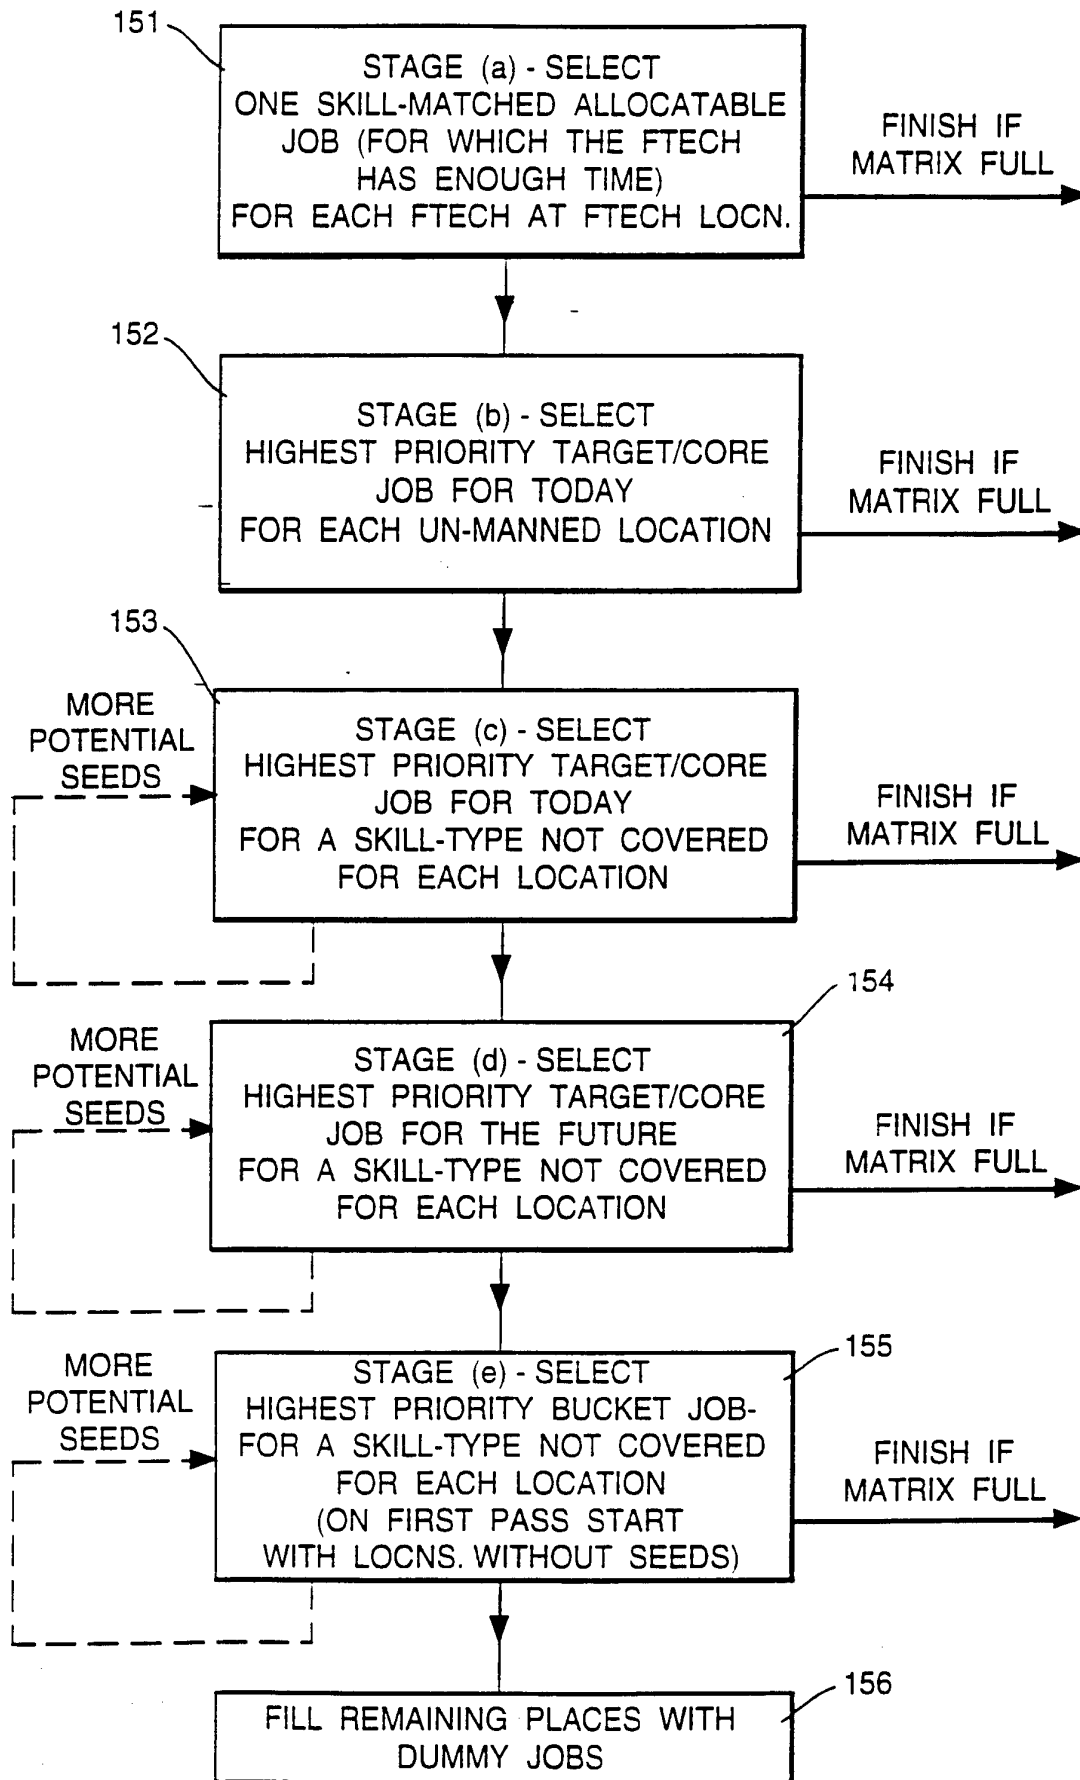 151
STAGE (a) - SELECT
ONE SKILL-MATCHED ALLOCATABLE
JOB (FOR WHICH THE FTECH
HAS ENOUGH TIME)
FOR EACH FTECH AT FTECH LOCN.
FINISH IF
MATRIX FULL
152
STAGE (b) - SELECT
HIGHEST PRIORITY TARGET/CORE
JOB FOR TODAY
FOR EACH UN-MANNED LOCATION
FINISH IF
MATRIX FULL
153
MORE
POTENTIAL
SEEDS
STAGE (c) - SELECT
HIGHEST PRIORITY TARGET/CORE
JOB FOR TODAY
FOR A SKILL-TYPE NOT COVERED
FOR EACH LOCATION
FINISH IF
MATRIX FULL
154
MORE
POTENTIAL
SEEDS
STAGE (d) - SELECT
HIGHEST PRIORITY TARGET/CORE
JOB FOR THE FUTURE
FOR A SKILL-TYPE NOT COVERED
FOR EACH LOCATION
FINISH IF
MATRIX FULL
155
MORE
POTENTIAL
SEEDS
STAGE (e) - SELECT
HIGHEST PRIORITY BUCKET JOB-
FOR A SKILL-TYPE NOT COVERED
FOR EACH LOCATION
(ON FIRST PASS START
WITH LOCNS. WITHOUT SEEDS)
FINISH IF
MATRIX FULL
156
FILL REMAINING PLACES WITH
DUMMY JOBS